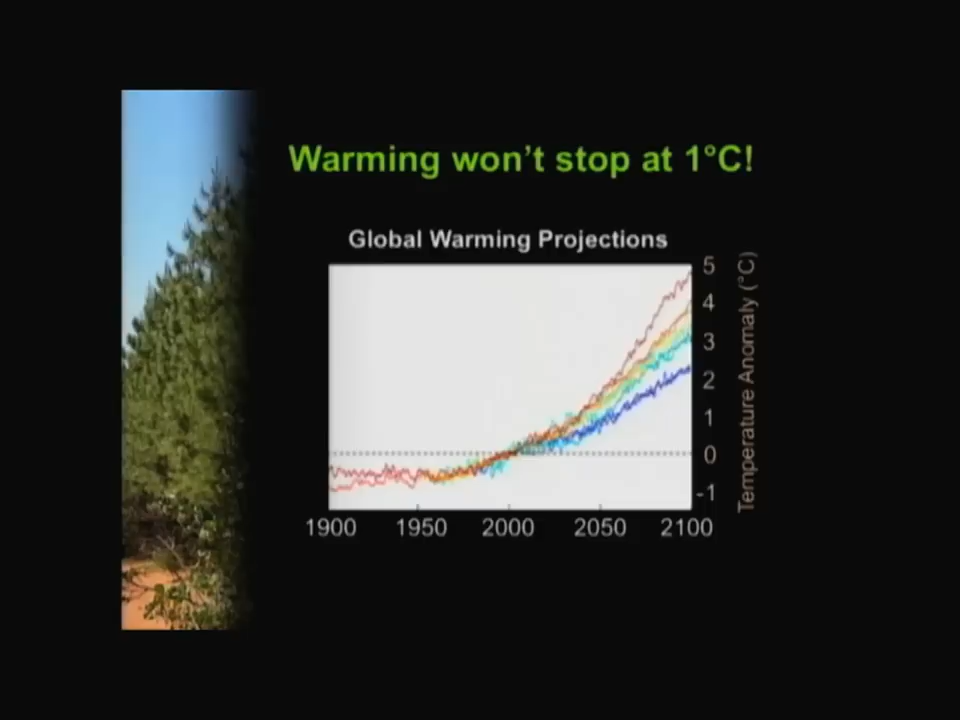 Warming won't stop at 1°C!
Global Warming Projections
5
4
3
2
1
0
-1
Temperature Anomaly (°C)
1900 1950 2000 2050 2100